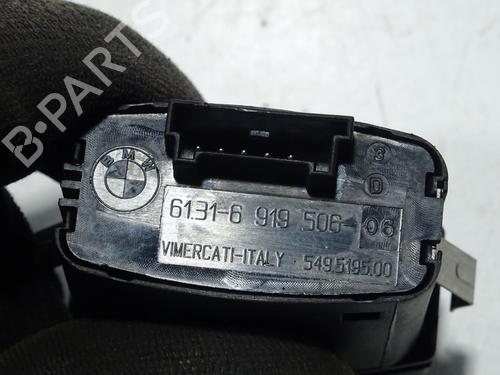 B-PARTS
BMW
3
D
61.31-6 919 506-06
VIMERCATI-ITALY 549.5195.00